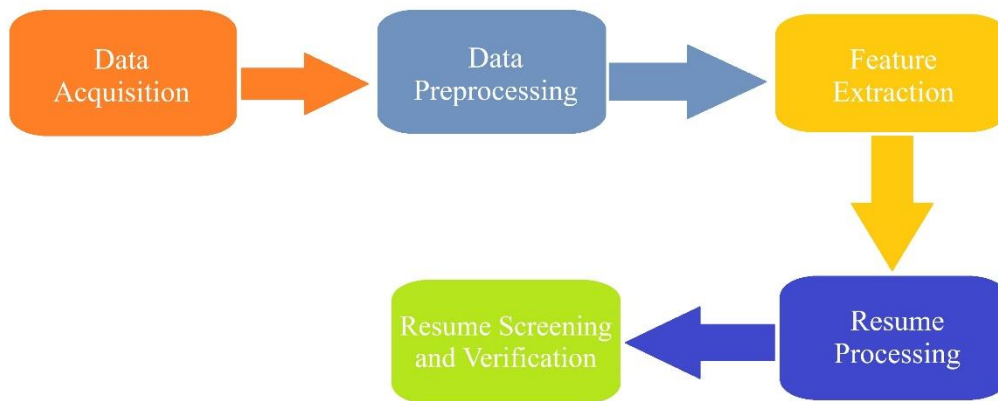 Data
Acquisition
Data
Preprocessing
Feature
Extraction
Resume Screening
and Verification
Resume
Processing